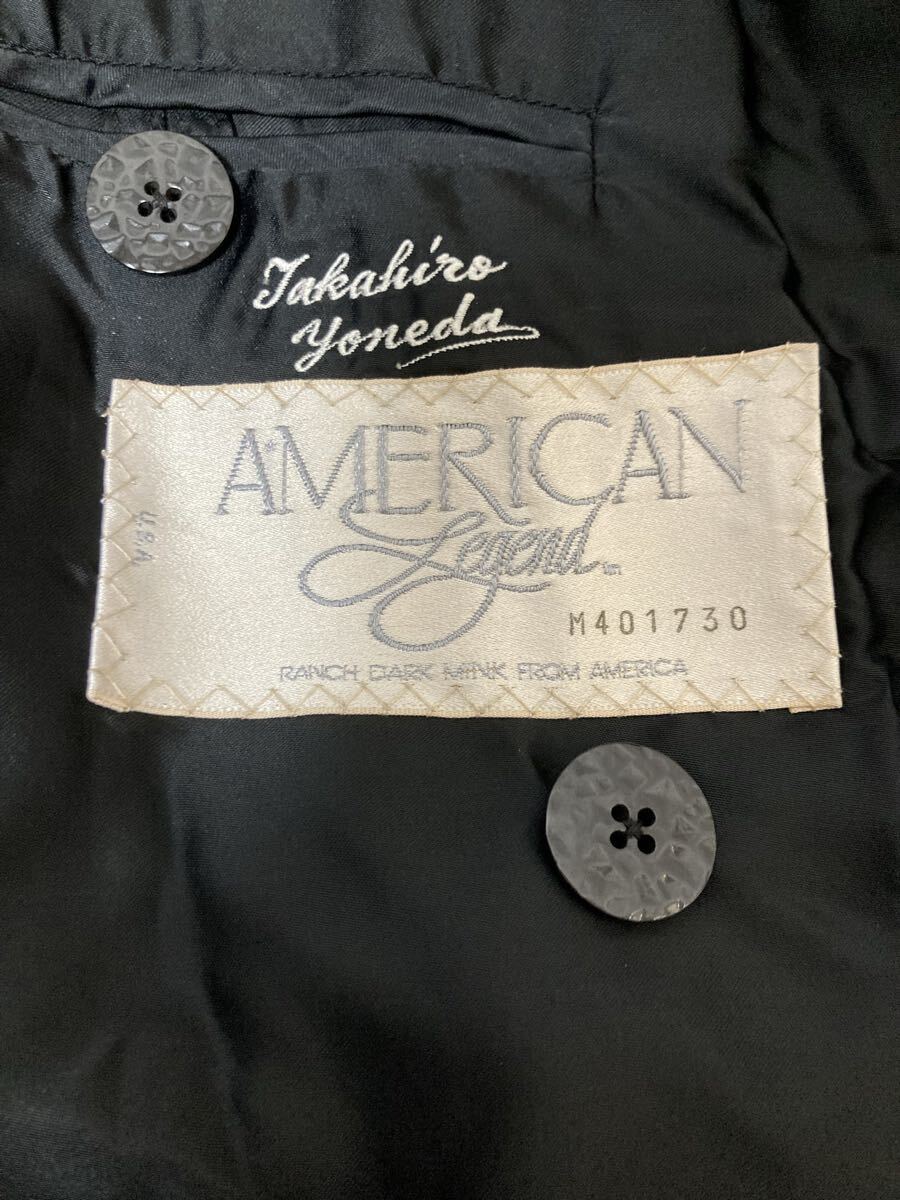 Takahiro
Yoneda
AMERICAN
Legend
M401730
RANCH DARK MINK FROM AMERICA